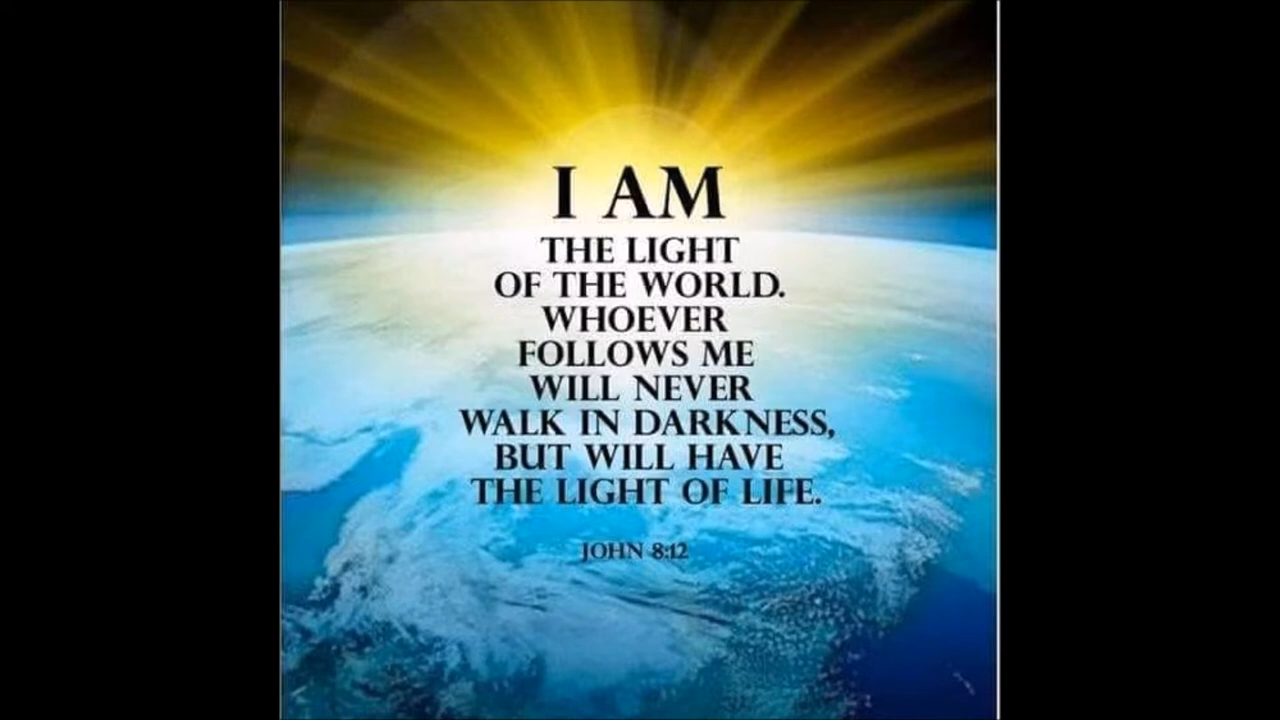 I AM
THE LIGHT
OF THE WORLD.
WHOEVER
FOLLOWS ME
WILL NEVER
WALK IN DARKNESS,
BUT WILL HAVE
THE LIGHT OF LIFE.
JOHN 8:12